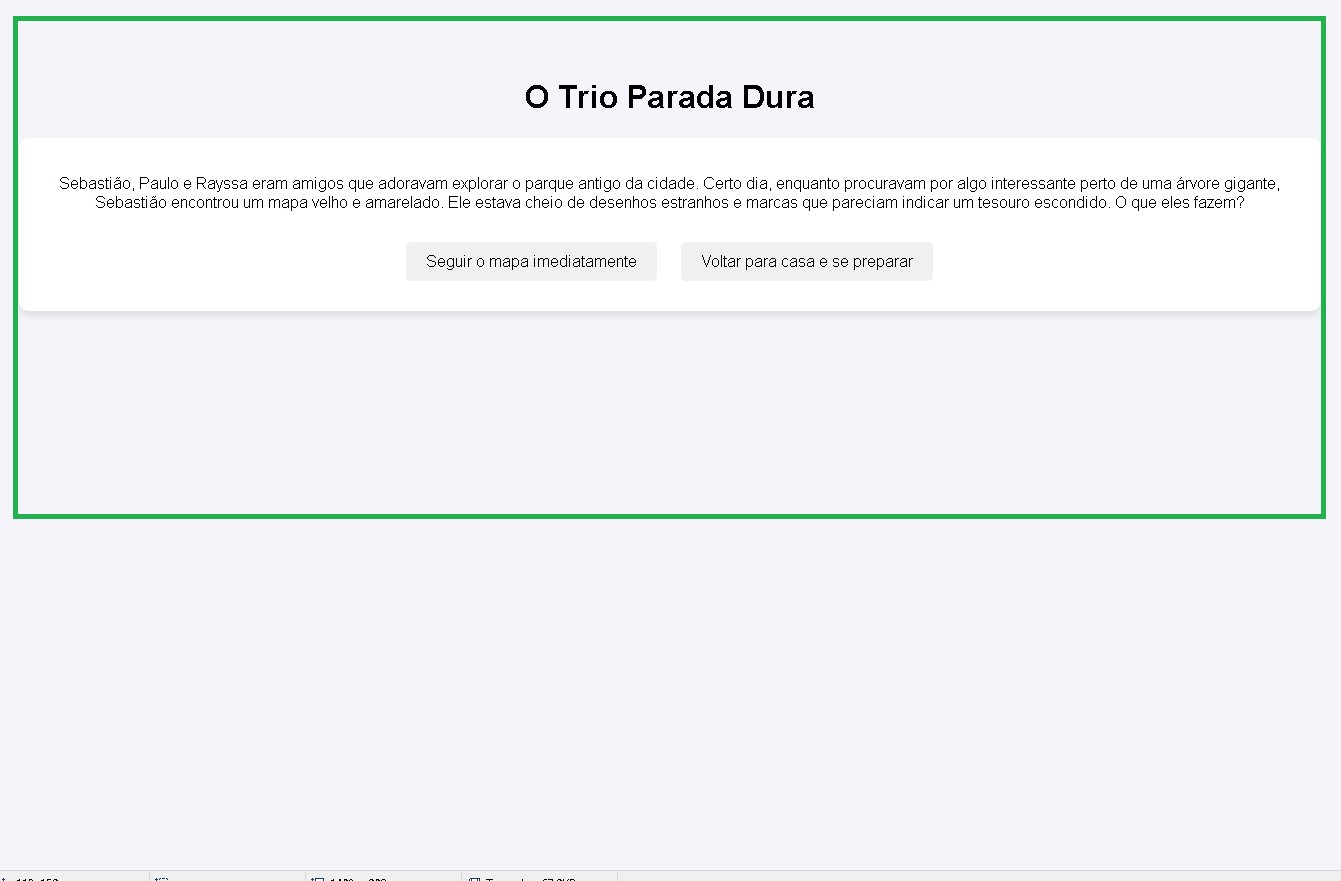 O Trio Parada Dura
Sebastião, Paulo e Rayssa eram amigos que adoravam explorar o parque antigo da cidade. Certo dia, enquanto procuravam por algo interessante perto de uma árvore gigante,
Sebastião encontrou um mapa velho e amarelado. Ele estava cheio de desenhos estranhos e marcas que pareciam indicar um tesouro escondido. O que eles fazem?
Seguir o mapa imediatamente
Voltar para casa e se preparar